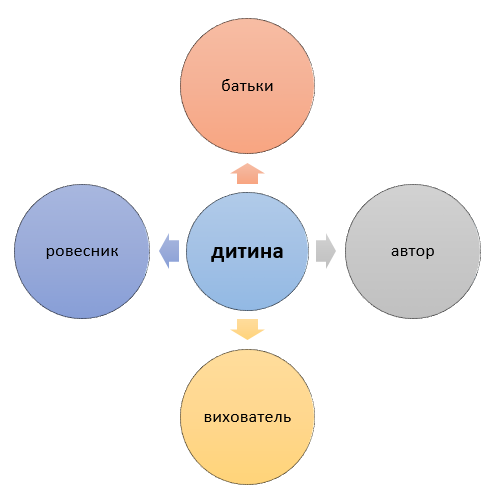 батьки
ровесник
дитина
автор
вихователь